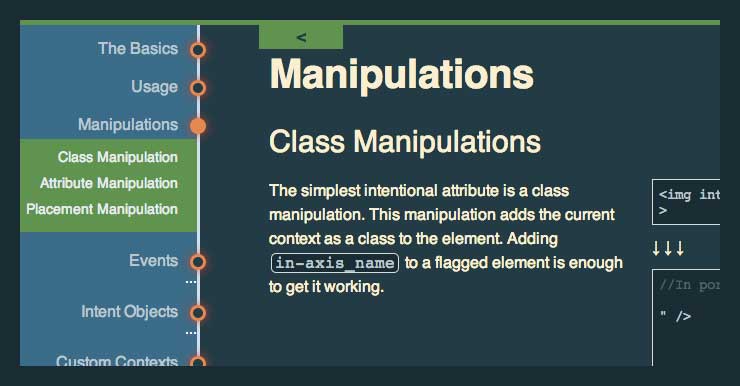 The Basics
Usage
Manipulations
Class Manipulation
Attribute Manipulation
Placement Manipulation
Events
Intent Objects
Custom Contexts
<
Manipulations
Class Manipulations
The simplest intentional attribute is a class
manipulation. This manipulation adds the current
context as a class to the element. Adding
in-axis_name to a flagged element is enough
to get it working.
<img int
>
↓↓↓
//In por
" />